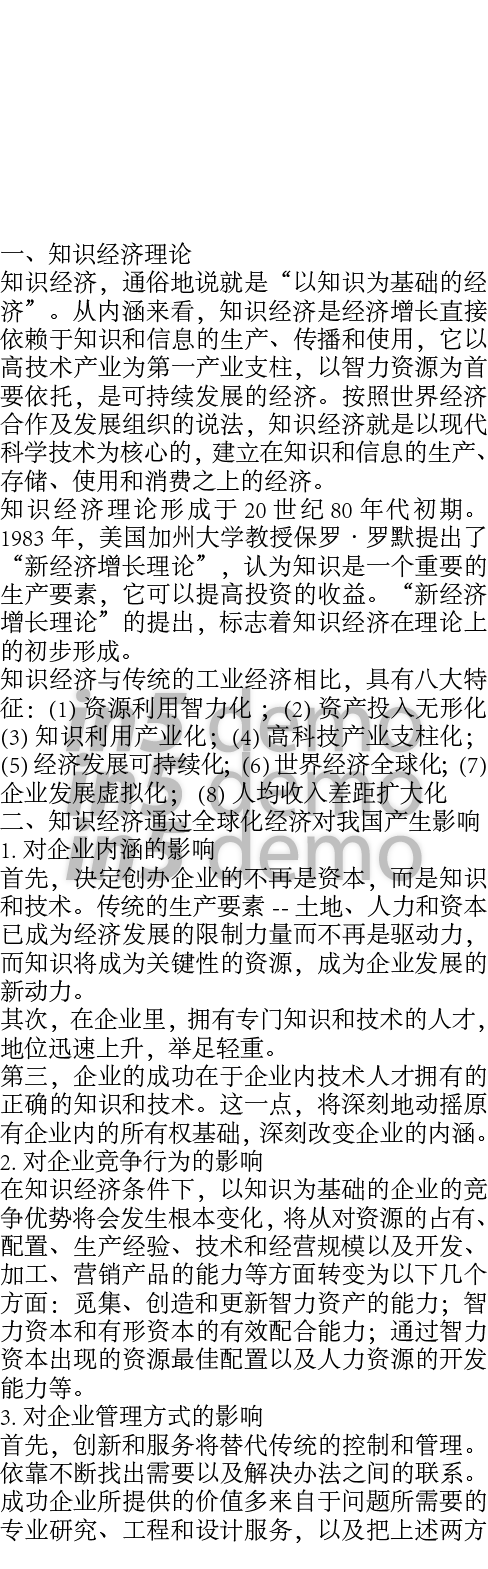 一、知识经济理论
知识经济，通俗地说就是“以知识为基础的经
济”。从内涵来看，知识经济是经济增长直接
依赖于知识和信息的生产、传播和使用，它以
高技术产业为第一产业支柱，以智力资源为首
要依托，是可持续发展的经济。按照世界经济
合作及发展组织的说法，知识经济就是以现代
科学技术为核心的，建立在知识和信息的生产、
存储、使用和消费之上的经济。
知识经济理论形成于 20 世纪 80 年代初期。
1983 年，美国加州大学教授保罗 · 罗默提出了
“新经济增长理论”，认为知识是一个重要的
生产要素，它可以提高投资的收益。“新经济
增长理论”的提出，标志着知识经济在理论上
的初步形成。
知识经济与传统的工业经济相比，具有八大特
征：(1) 资源利用智力化 ；(2) 资产投入无形化
(3) 知识利用产业化；(4) 高科技产业支柱化；
(5) 经济发展可持续化; (6) 世界经济全球化; (7)
企业发展虚拟化； (8) 人均收入差距扩大化
二、知识经济通过全球化经济对我国产生影响
1. 对企业内涵的影响
首先，决定创办企业的不再是资本，而是知识
和技术。传统的生产要素 -- 土地、人力和资本
已成为经济发展的限制力量而不再是驱动力，
而知识将成为关键性的资源，成为企业发展的
新动力。
其次，在企业里，拥有专门知识和技术的人才，
地位迅速上升，举足轻重。
第三，企业的成功在于企业内技术人才拥有的
正确的知识和技术。这一点，将深刻地动摇原
有企业内的所有权基础，深刻改变企业的内涵。
2. 对企业竞争行为的影响
在知识经济条件下，以知识为基础的企业的竞
争优势将会发生根本变化，将从对资源的占有、
配置、生产经验、技术和经营规模以及开发、
加工、营销产品的能力等方面转变为以下几个
方面：觅集、创造和更新智力资产的能力；智
力资本和有形资本的有效配合能力；通过智力
资本出现的资源最佳配置以及人力资源的开发
能力等。
3. 对企业管理方式的影响
首先，创新和服务将替代传统的控制和管理。
依靠不断找出需要以及解决办法之间的联系。
成功企业所提供的价值多来自于问题所需要的
专业研究、工程和设计服务，以及把上述两方
in5 demo
in5 demo
in5 demo